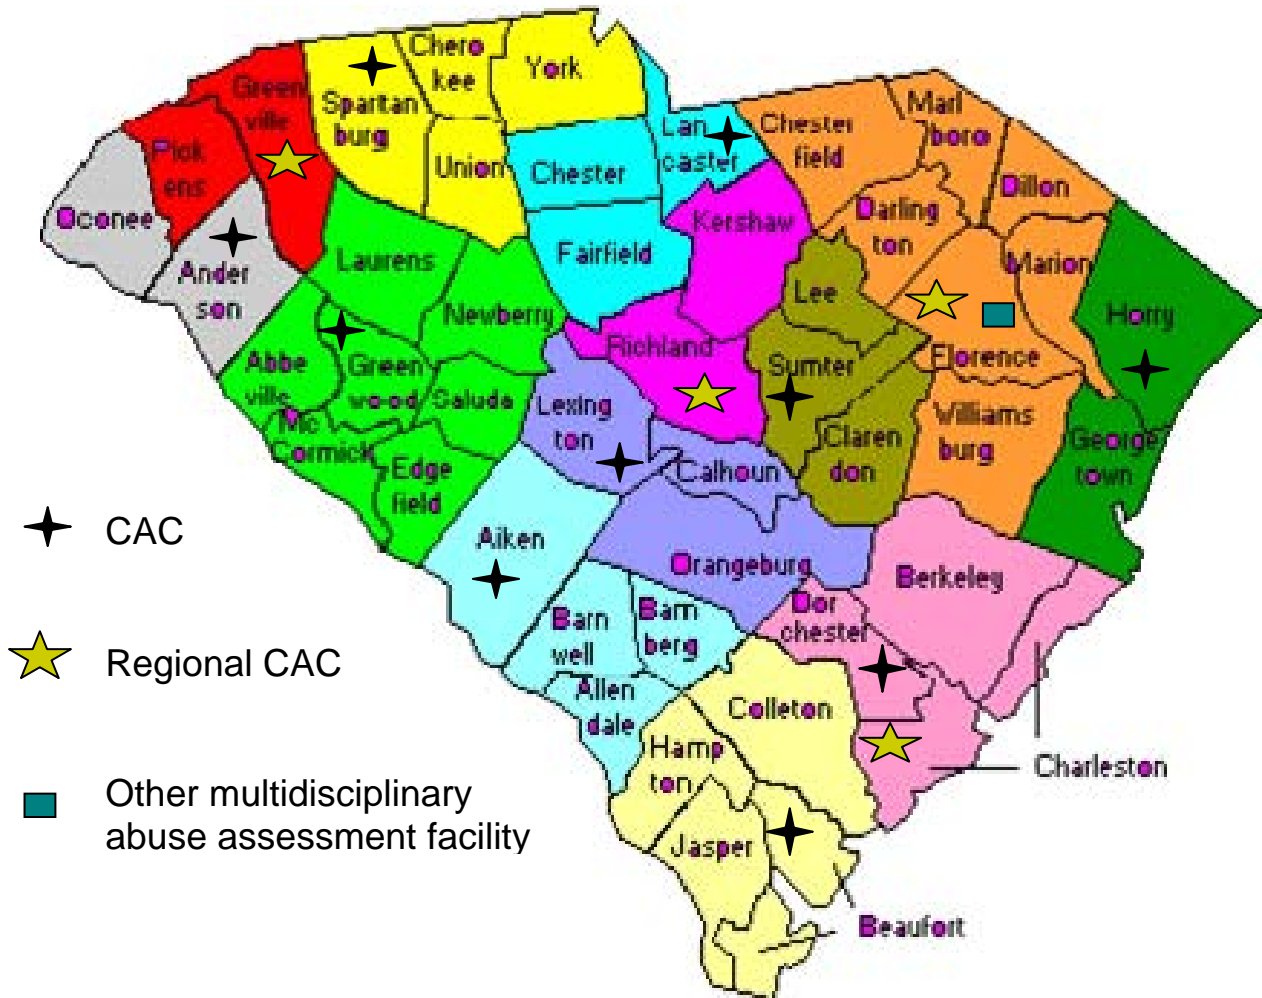 Chero
kee
York
Green
ville
Spartan
burg
Union
Pick
ens
Oconee
Ander
son
Laurens
Newberry
Abbe
ville
Green
wood
Saluda
Mc
Cormick
Edge
field
Lan
caster
Chester
Fairfield
Kershaw
Richland
Chester
field
Marl
boro
Dillon
Darling
ton
Marion
Lee
Sumter
Florence
Horry
Claren
don
Williams
burg
George
town
Lexing
ton
Calhoun
Orangeburg
Aiken
Barn
well
Bam
berg
Allen
dale
Berkeley
Dor
chester
Colleton
Hamp
ton
Charleston
Jasper
Beaufort
CAC
Regional CAC
Other multidisciplinary
abuse assessment facility